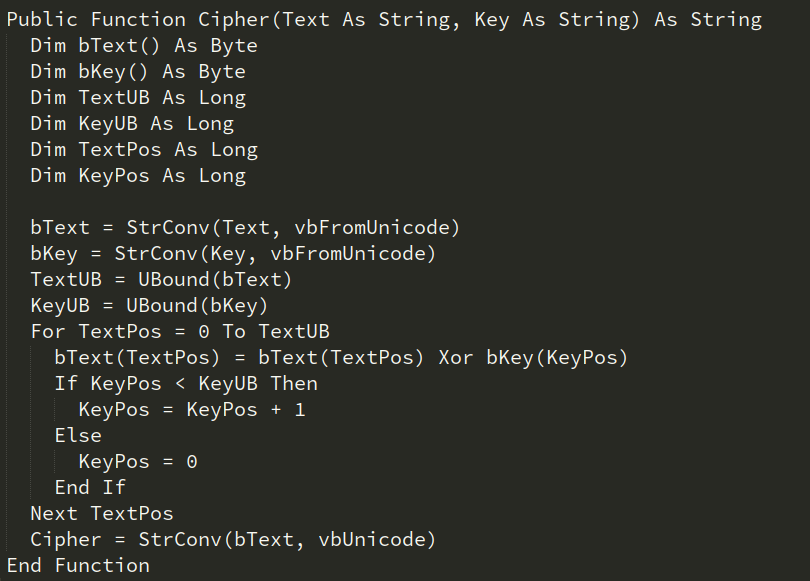 Public Function Cipher(Text As String, Key As String) As String
  Dim bText() As Byte
  Dim bKey() As Byte
  Dim TextUB As Long
  Dim KeyUB As Long
  Dim TextPos As Long
  Dim KeyPos As Long

  bText = StrConv(Text, vbFromUnicode)
  bKey = StrConv(Key, vbFromUnicode)
  TextUB = UBound(bText)
  KeyUB = UBound(bKey)
  For TextPos = 0 To TextUB
    bText(TextPos) = bText(TextPos) Xor bKey(KeyPos)
    If KeyPos < KeyUB Then
      KeyPos = KeyPos + 1
    Else
      KeyPos = 0
    End If
  Next TextPos
  Cipher = StrConv(bText, vbUnicode)
End Function